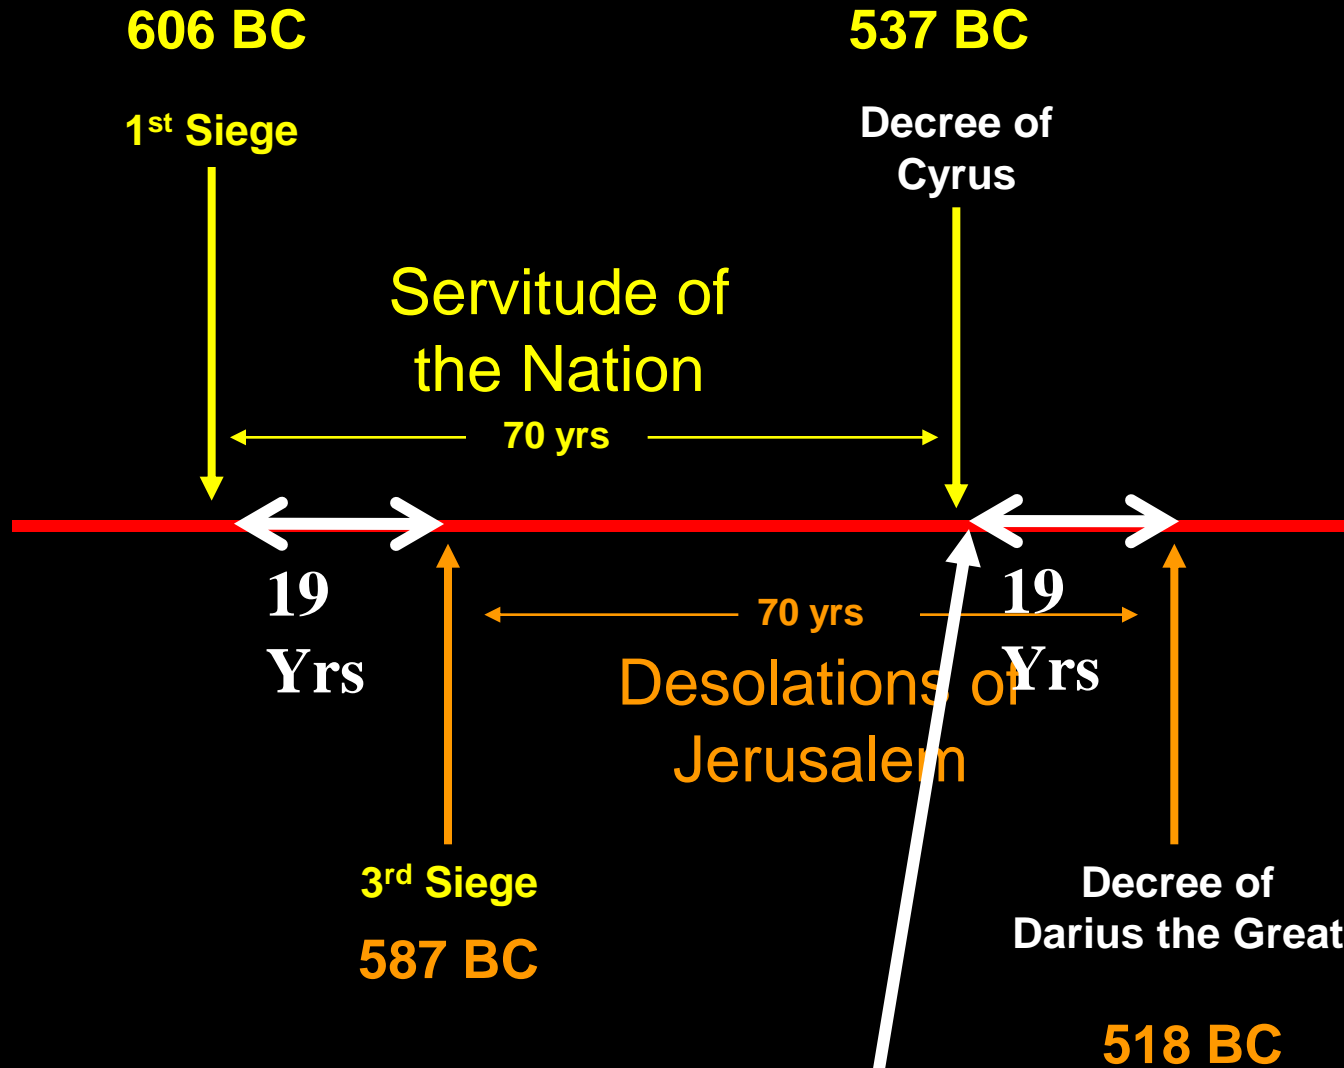 606 BC
537 BC
1st Siege
Decree of
Cyrus
Servitude of
the Nation
70 yrs
19
Yrs
70 yrs
19
Yrs
Desolations of
Jerusalem
3rd Siege
587 BC
Decree of
Darius the Great
518 BC